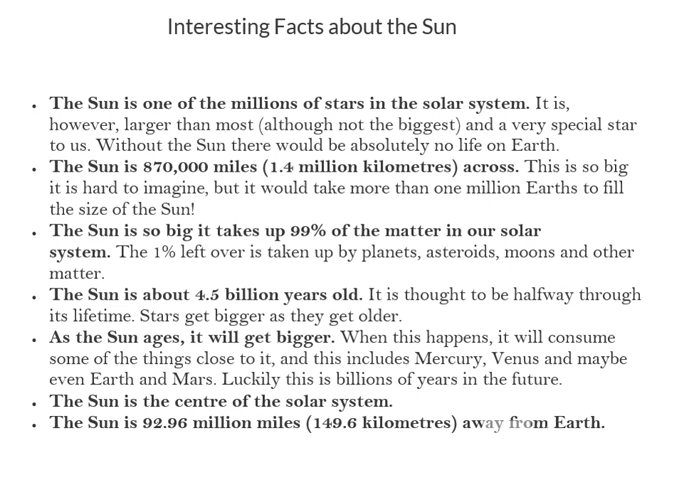 Interesting Facts about the Sun
• The Sun is one of the millions of stars in the solar system. It is,
however, larger than most (although not the biggest) and a very special star
to us. Without the Sun there would be absolutely no life on Earth.
• The Sun is 870,000 miles (1.4 million kilometres) across. This is so big
it is hard to imagine, but it would take more than one million Earths to fill
the size of the Sun!
• The Sun is so big it takes up 99% of the matter in our solar
system. The 1% left over is taken up by planets, asteroids, moons and other
matter.
• The Sun is about 4.5 billion years old. It is thought to be halfway through
its lifetime. Stars get bigger as they get older.
• As the Sun ages, it will get bigger. When this happens, it will consume
some of the things close to it, and this includes Mercury, Venus and maybe
even Earth and Mars. Luckily this is billions of years in the future.
• The Sun is the centre of the solar system.
• The Sun is 92.96 million miles (149.6 kilometres) away from Earth.